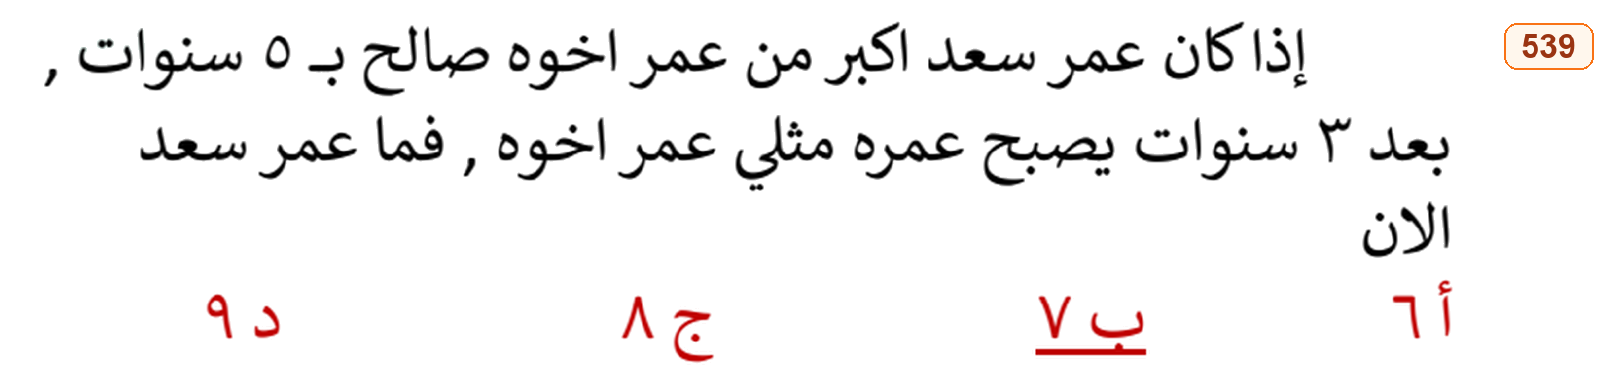 539
إذا كان عمر سعد اكبر من عمر اخوه صالح بـ ٥ سنوات ,
بعد ٣ سنوات يصبح عمره مثلي عمر اخوه , فما عمر سعد
الان
أ ٦ ب ٧ ج ٨ د ٩